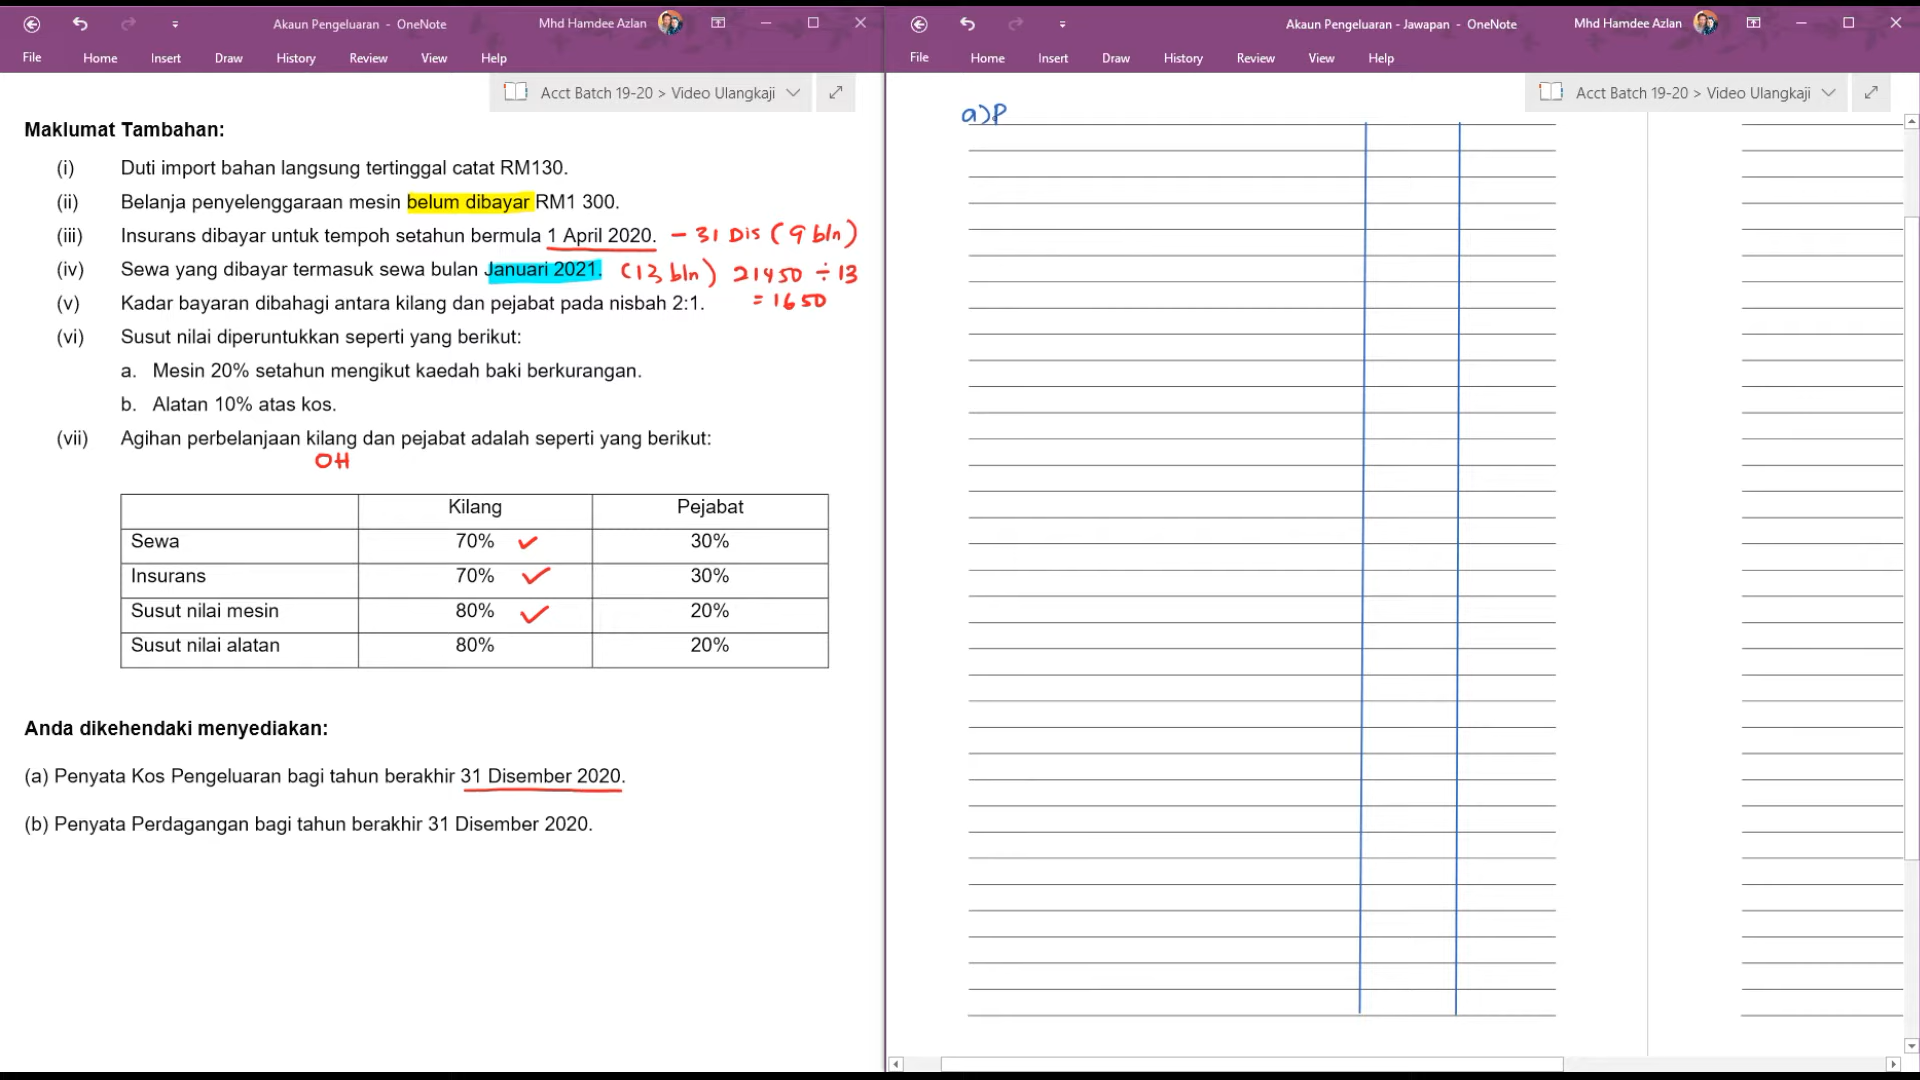 Akaun Pengeluaran - OneNote
Mhd Hamdee Azlan
File Home Insert Draw History Review View Help
Acct Batch 19-20 > Video Ulangkaji
Maklumat Tambahan:
(i) Duti import bahan langsung tertinggal catat RM130.
(ii) Belanja penyelenggaraan mesin belum dibayar RM1 300.
(iii) Insurans dibayar untuk tempoh setahun bermula 1 April 2020. - 31 Dis (9 bln)
(iv) Sewa yang dibayar termasuk sewa bulan Januari 2021. (13 bln) 21450 ÷ 13
= 1650
(v) Kadar bayaran dibahagi antara kilang dan pejabat pada nisbah 2:1.
(vi) Susut nilai diperuntukkan seperti yang berikut:
a. Mesin 20% setahun mengikut kaedah baki berkurangan.
b. Alatan 10% atas kos.
(vii) Agihan perbelanjaan kilang dan pejabat adalah seperti yang berikut:
OH
Kilang Pejabat
Sewa 70% 30%
Insurans 70% 30%
Susut nilai mesin 80% 20%
Susut nilai alatan 80% 20%
Anda dikehendaki menyediakan:
(a) Penyata Kos Pengeluaran bagi tahun berakhir 31 Disember 2020.
(b) Penyata Perdagangan bagi tahun berakhir 31 Disember 2020.
Akaun Pengeluaran - Jawapan - OneNote
Mhd Hamdee Azlan
File Home Insert Draw History Review View Help
Acct Batch 19-20 > Video Ulangkaji
a) P